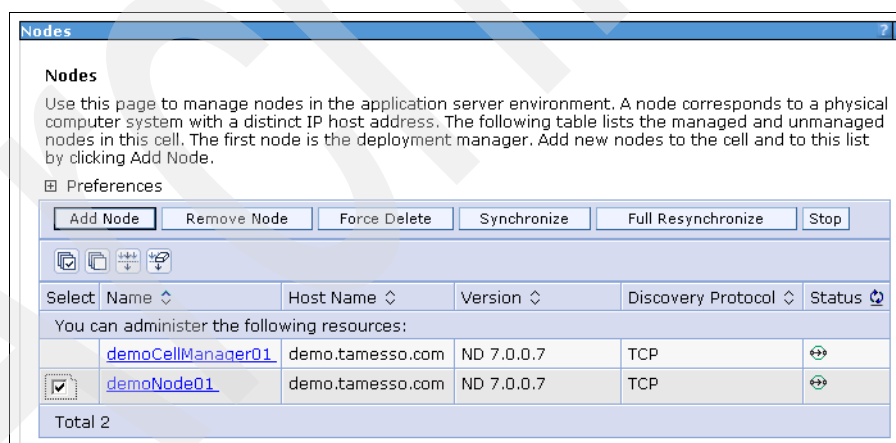 Nodes ?
Nodes
Use this page to manage nodes in the application server environment. A node corresponds to a physical
computer system with a distinct IP host address. The following table lists the managed and unmanaged
nodes in this cell. The first node is the deployment manager. Add new nodes to the cell and to this list
by clicking Add Node.
Preferences
Add Node Remove Node Force Delete Synchronize Full Resynchronize Stop
Select Name Host Name Version Discovery Protocol Status
You can administer the following resources:
demoCellManager01 demo.tamesso.com ND 7.0.0.7 TCP
demoNode01 demo.tamesso.com ND 7.0.0.7 TCP
Total 2